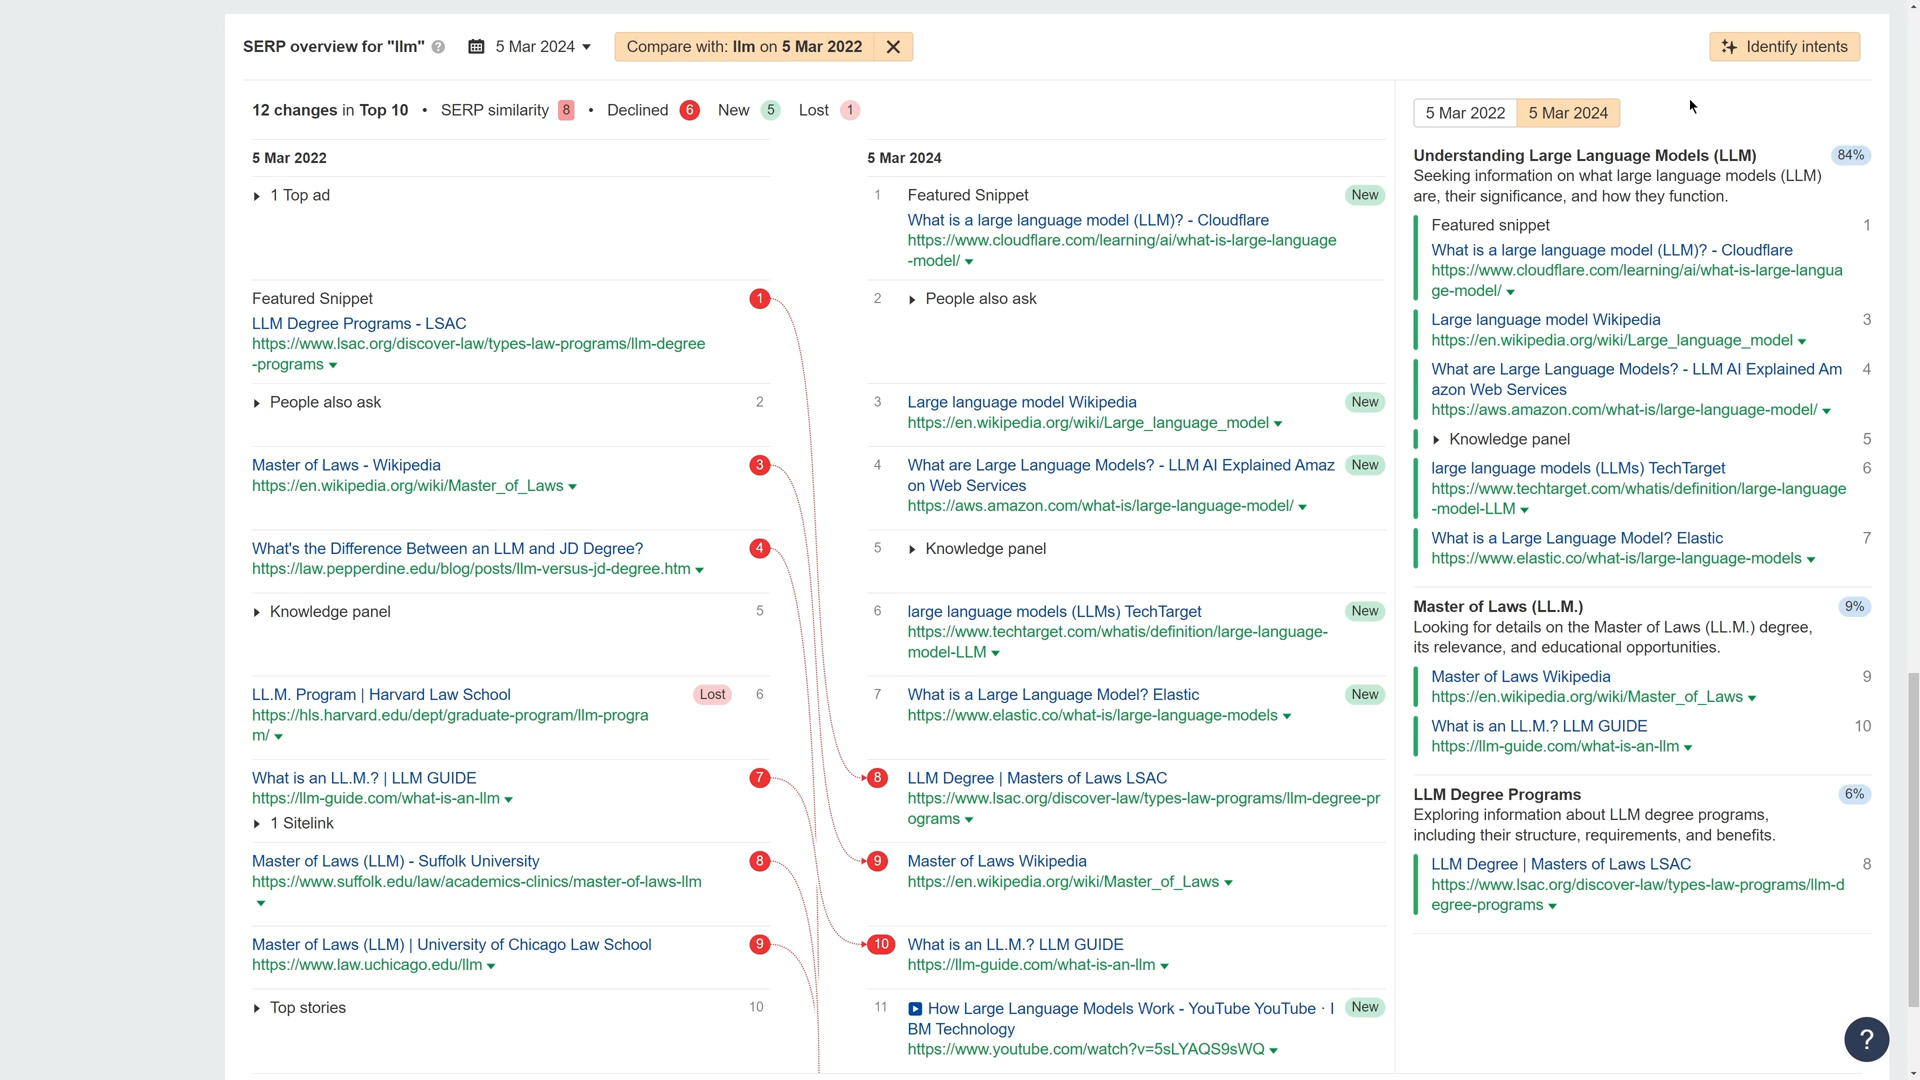 SERP overview for "llm" ?
5 Mar 2024
Compare with: llm on 5 Mar 2022
Identify intents
12 changes in Top 10 • SERP similarity 8 • Declined 6 New 5 Lost 1
5 Mar 2022
1 Top ad
Featured Snippet 1
LLM Degree Programs - LSAC
https://www.lsac.org/discover-law/types-law-programs/llm-degree
-programs
People also ask 2
Master of Laws - Wikipedia 3
https://en.wikipedia.org/wiki/Master_of_Laws
What's the Difference Between an LLM and JD Degree? 4
https://law.pepperdine.edu/blog/posts/llm-versus-jd-degree.htm
Knowledge panel 5
LL.M. Program | Harvard Law School Lost 6
https://hls.harvard.edu/dept/graduate-program/llm-progra
m/
What is an LL.M.? | LLM GUIDE 7
https://llm-guide.com/what-is-an-llm
1 Sitelink
Master of Laws (LLM) - Suffolk University 8
https://www.suffolk.edu/law/academics-clinics/master-of-laws-llm
Master of Laws (LLM) | University of Chicago Law School 9
https://www.law.uchicago.edu/llm
Top stories 10
5 Mar 2024
1 Featured Snippet New
What is a large language model (LLM)? - Cloudflare
https://www.cloudflare.com/learning/ai/what-is-large-language
-model/
2 People also ask
3 Large language model Wikipedia New
https://en.wikipedia.org/wiki/Large_language_model
4 What are Large Language Models? - LLM AI Explained Amaz New
on Web Services
https://aws.amazon.com/what-is/large-language-model/
5 Knowledge panel
6 large language models (LLMs) TechTarget New
https://www.techtarget.com/whatis/definition/large-language-
model-LLM
7 What is a Large Language Model? Elastic New
https://www.elastic.co/what-is/large-language-models
8 LLM Degree | Masters of Laws LSAC
https://www.lsac.org/discover-law/types-law-programs/llm-degree-pr
ograms
9 Master of Laws Wikipedia
https://en.wikipedia.org/wiki/Master_of_Laws
10 What is an LL.M.? LLM GUIDE
https://llm-guide.com/what-is-an-llm
11 How Large Language Models Work - YouTube YouTube · I New
BM Technology
https://www.youtube.com/watch?v=5sLYAQS9sWQ
5 Mar 2022 5 Mar 2024
Understanding Large Language Models (LLM) 84%
Seeking information on what large language models (LLM)
are, their significance, and how they function.
Featured snippet 1
What is a large language model (LLM)? - Cloudflare
https://www.cloudflare.com/learning/ai/what-is-large-langua
ge-model/
Large language model Wikipedia 3
https://en.wikipedia.org/wiki/Large_language_model
What are Large Language Models? - LLM AI Explained Am 4
azon Web Services
https://aws.amazon.com/what-is/large-language-model/
Knowledge panel 5
large language models (LLMs) TechTarget 6
https://www.techtarget.com/whatis/definition/large-language
-model-LLM
What is a Large Language Model? Elastic 7
https://www.elastic.co/what-is/large-language-models
Master of Laws (LL.M.) 9%
Looking for details on the Master of Laws (LL.M.) degree,
its relevance, and educational opportunities.
Master of Laws Wikipedia 9
https://en.wikipedia.org/wiki/Master_of_Laws
What is an LL.M.? LLM GUIDE 10
https://llm-guide.com/what-is-an-llm
LLM Degree Programs 6%
Exploring information about LLM degree programs,
including their structure, requirements, and benefits.
LLM Degree | Masters of Laws LSAC 8
https://www.lsac.org/discover-law/types-law-programs/llm-d
egree-programs
?